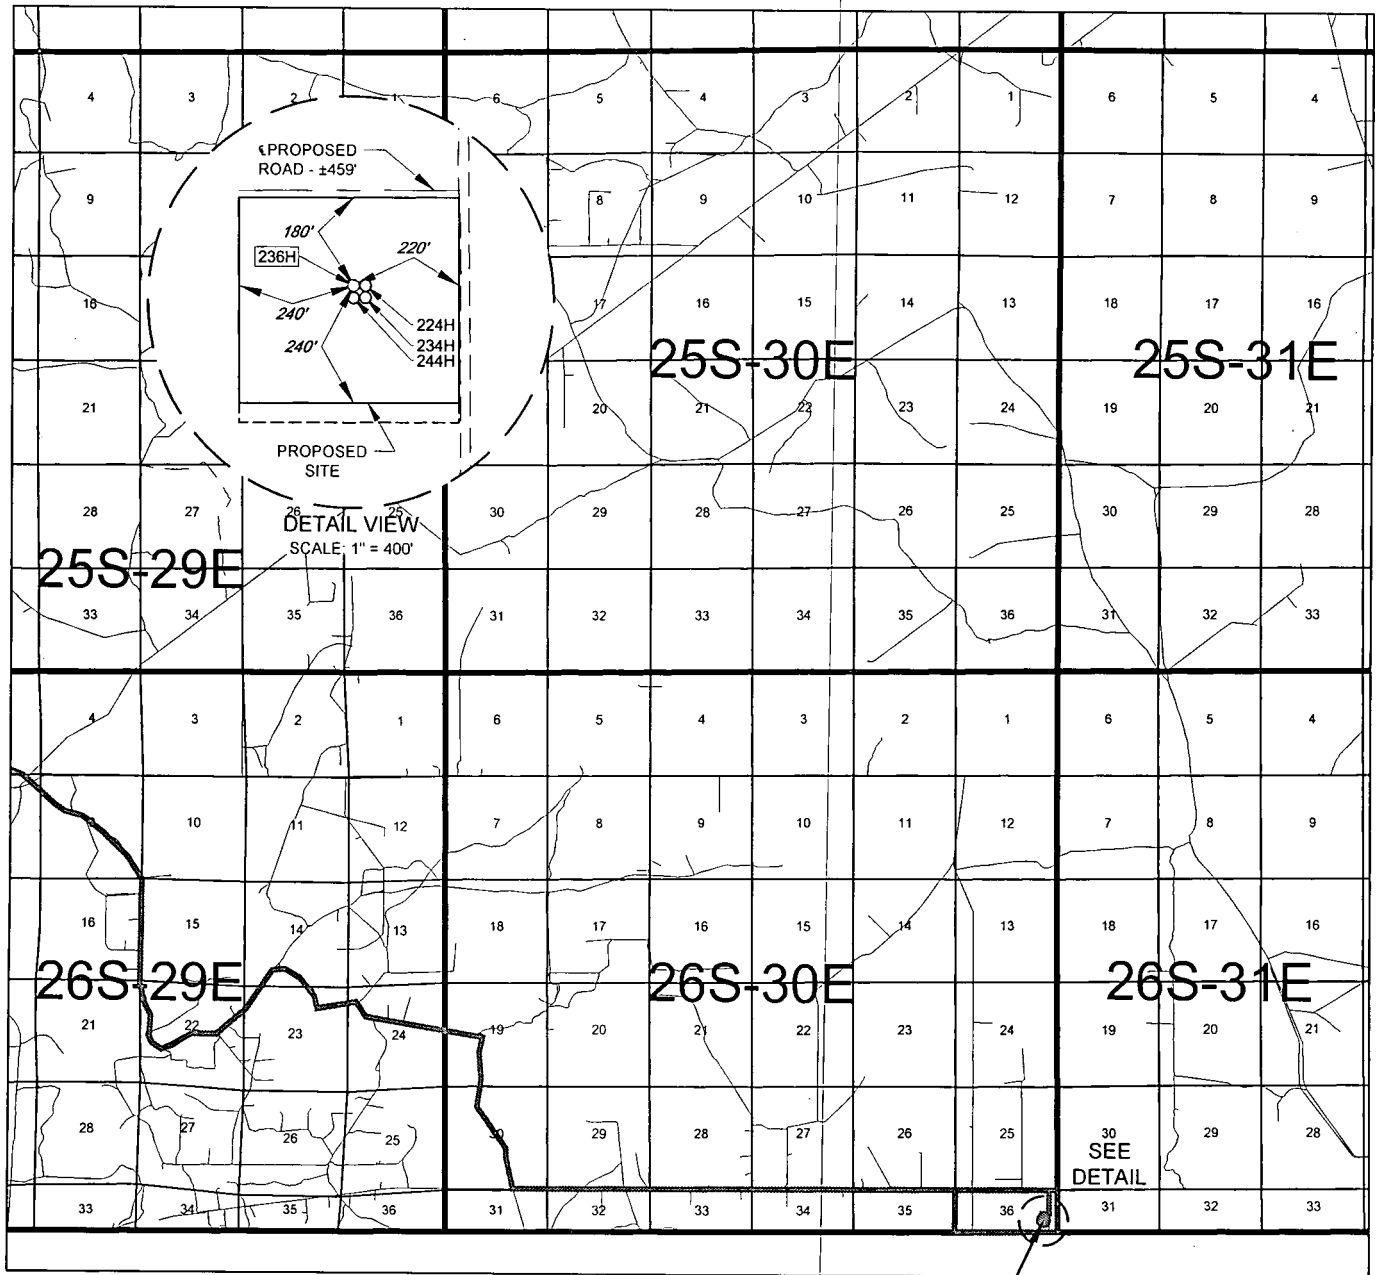 4 3 2 1 6 5 4 3 2 1 6 5 4
℄PROPOSED
ROAD - ±459'
9 8 9 10 11 12 7 8 9
180'
220'
236H
16 17 16 15 14 13 18 17 16
240'
224H
234H
240'
244H
25S-30E 25S-31E
21 20 21 22 23 24 19 20 21
PROPOSED
SITE
28 27 26 25 30 29 28 27 26 25 30 29 28
DETAIL VIEW
SCALE: 1" = 400'
25S-29E
33 34 35 36 31 32 33 34 35 36 31 32 33
4 3 2 1 6 5 4 3 2 1 6 5 4
10 11 12 7 8 9 10 11 12 7 8 9
16 15 14 13 18 17 16 15 14 13 18 17 16
26S-29E 26S-30E 26S-31E
21 22 23 24 19 20 21 22 23 24 19 20 21
28 27 26 25 30 29 28 27 26 25 30 29 28
SEE
DETAIL
33 34 35 36 31 32 33 34 35 36 31 32 33